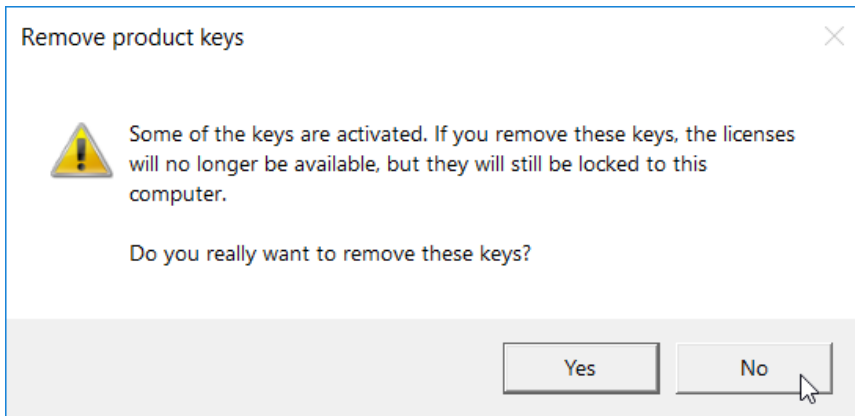 Remove product keys
Some of the keys are activated. If you remove these keys, the licenses
will no longer be available, but they will still be locked to this
computer.
Do you really want to remove these keys?
Yes
No